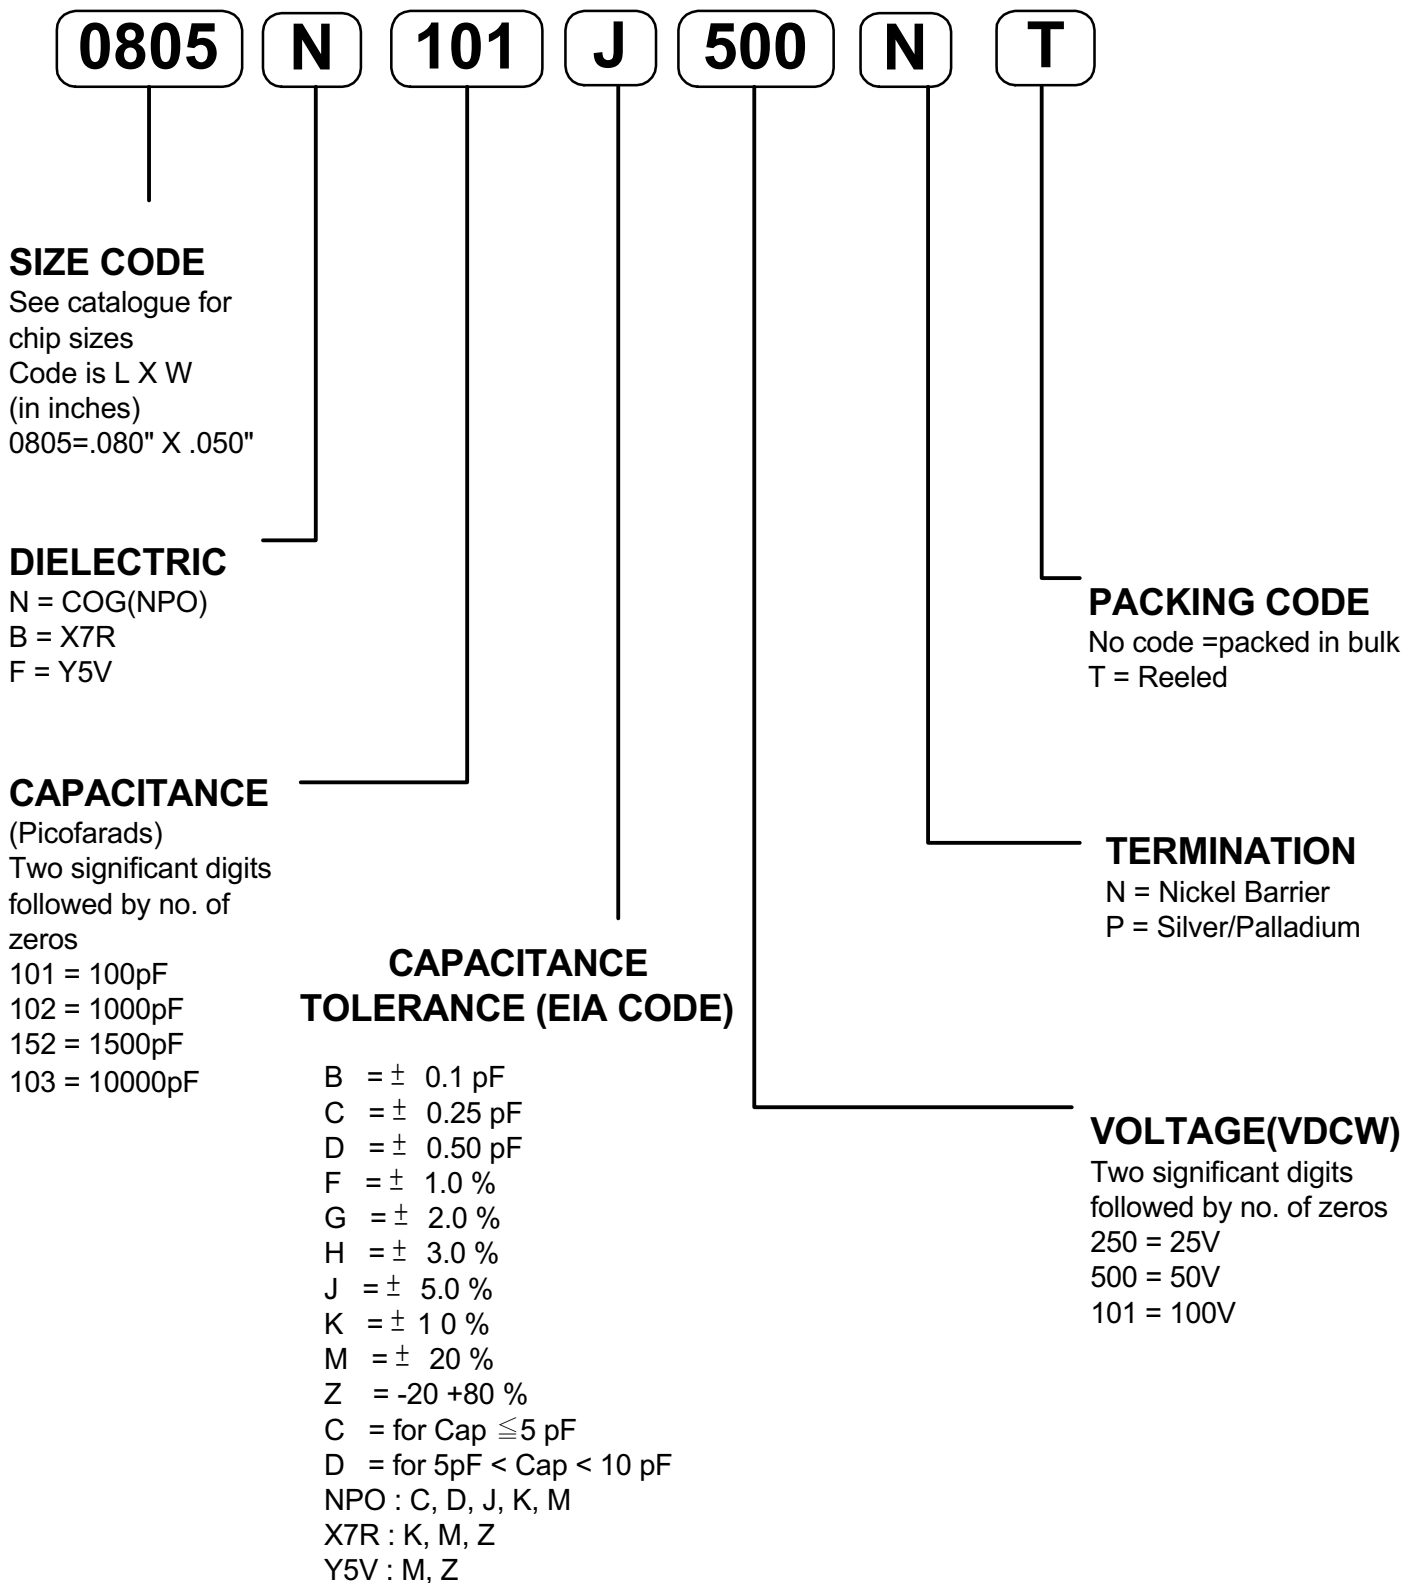 0805 N 101 J 500 N T
SIZE CODE
See catalogue for
chip sizes
Code is L X W
(in inches)
0805=.080" X .050"
DIELECTRIC
N = COG(NPO)
B = X7R
F = Y5V
CAPACITANCE
(Picofarads)
Two significant digits
followed by no. of
zeros
101 = 100pF
102 = 1000pF
152 = 1500pF
103 = 10000pF
CAPACITANCE
TOLERANCE (EIA CODE)
B = ± 0.1 pF
C = ± 0.25 pF
D = ± 0.50 pF
F = ± 1.0 %
G = ± 2.0 %
H = ± 3.0 %
J = ± 5.0 %
K = ± 1 0 %
M = ± 20 %
Z = -20 +80 %
C = for Cap ≦5 pF
D = for 5pF < Cap < 10 pF
NPO : C, D, J, K, M
X7R : K, M, Z
Y5V : M, Z
PACKING CODE
No code =packed in bulk
T = Reeled
TERMINATION
N = Nickel Barrier
P = Silver/Palladium
VOLTAGE(VDCW)
Two significant digits
followed by no. of zeros
250 = 25V
500 = 50V
101 = 100V